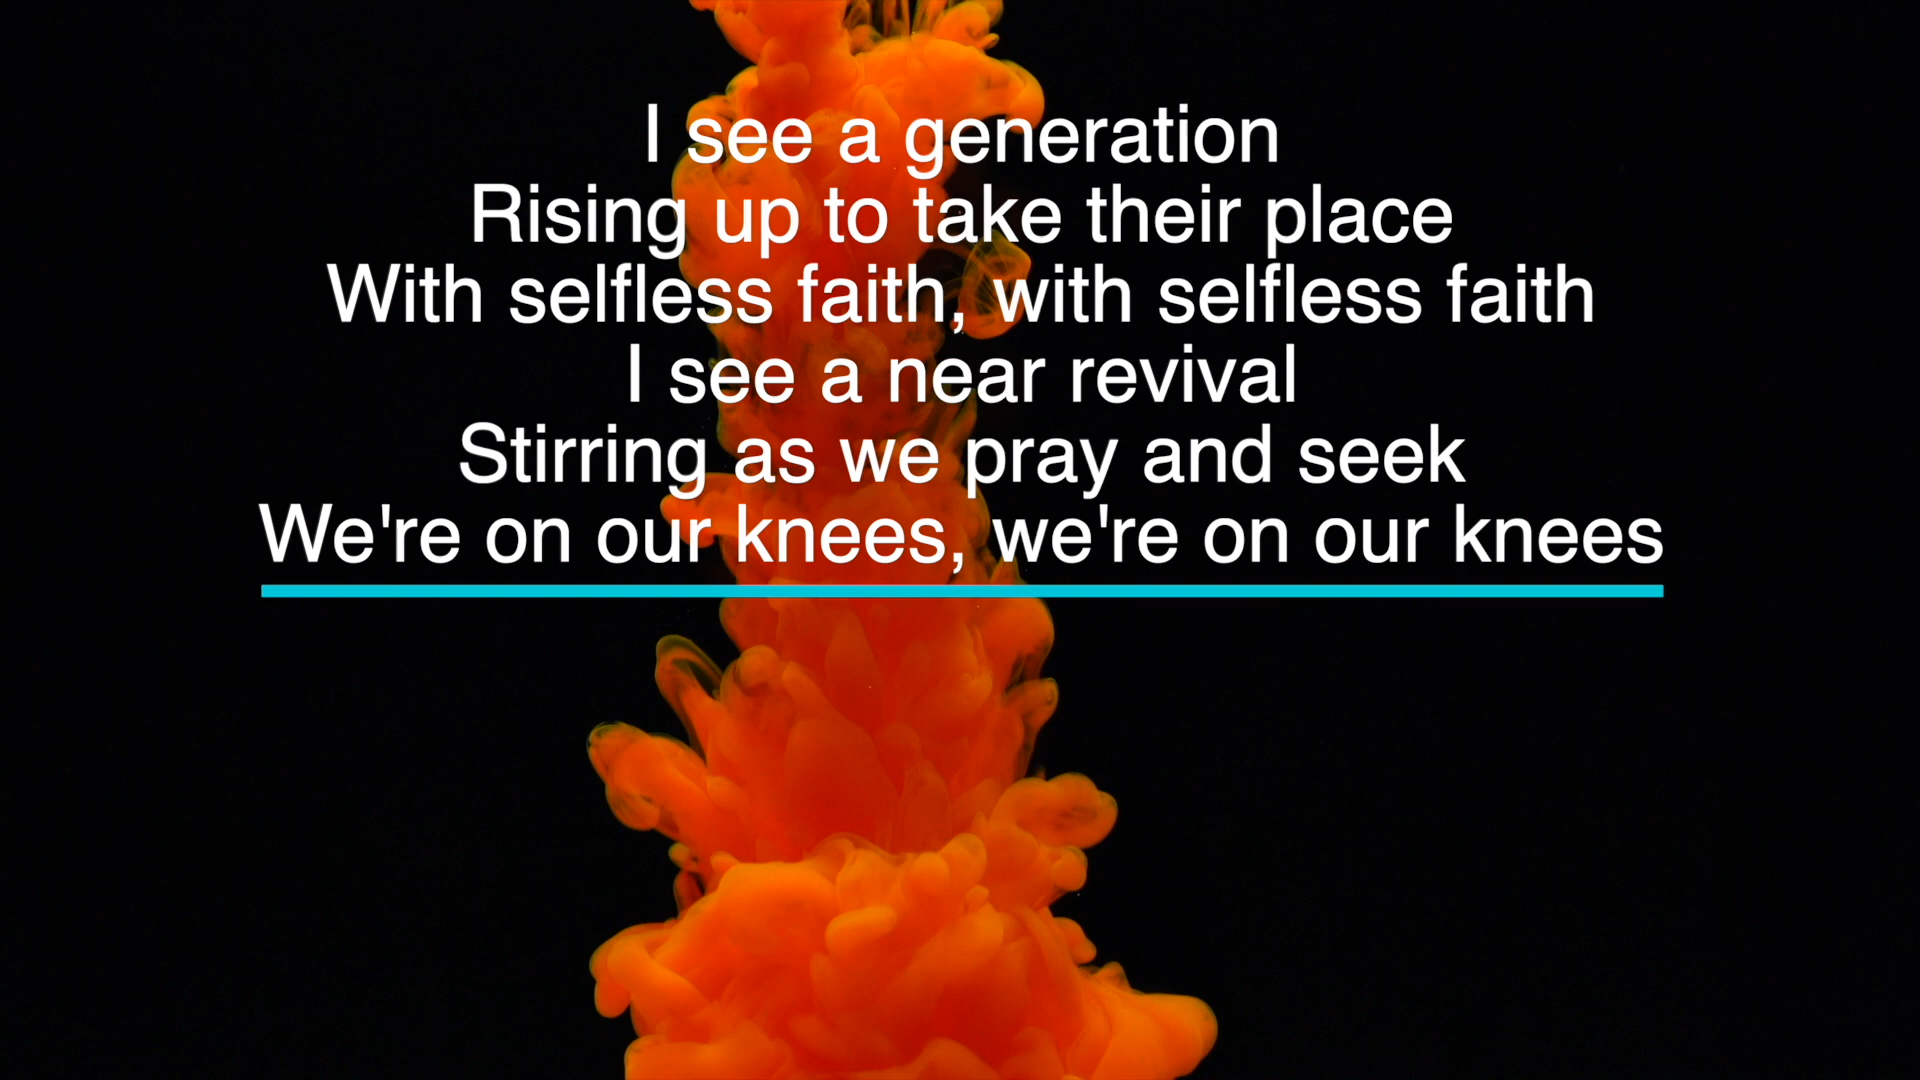 I see a generation
Rising up to take their place
With selfless faith, with selfless faith
I see a near revival
Stirring as we pray and seek
We're on our knees, we're on our knees